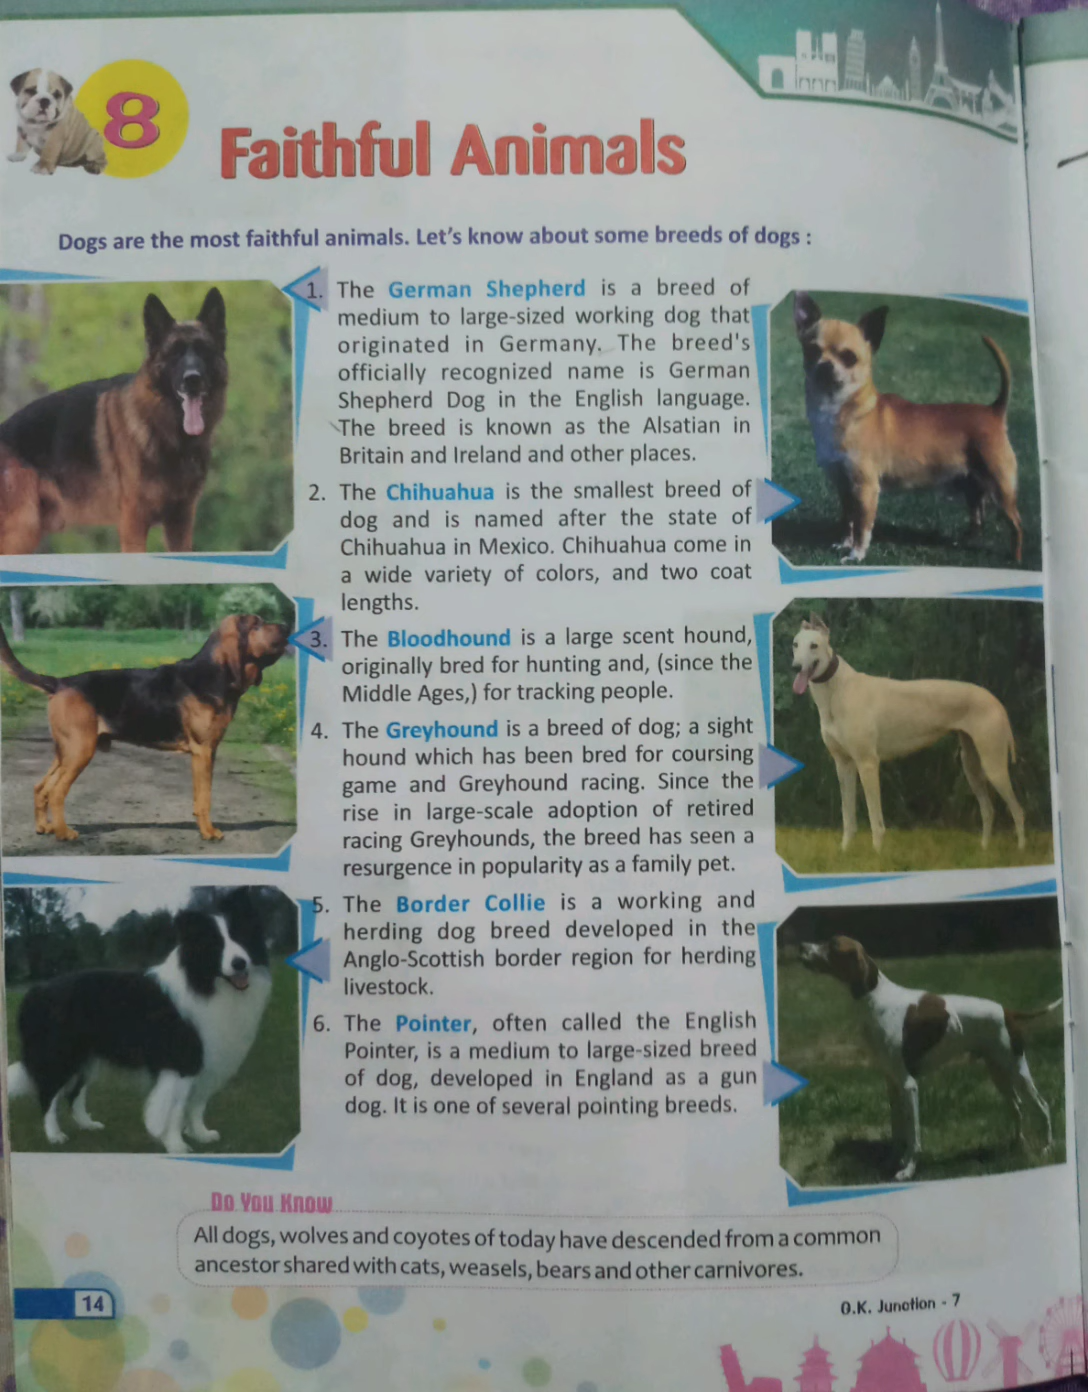 8
Faithful Animals
Dogs are the most faithful animals. Let's know about some breeds of dogs :
1. The German Shepherd is a breed of
medium to large-sized working dog that
originated in Germany. The breed's
officially recognized name is German
Shepherd Dog in the English language.
The breed is known as the Alsatian in
Britain and Ireland and other places.
2. The Chihuahua is the smallest breed of
dog and is named after the state of
Chihuahua in Mexico. Chihuahua come in
a wide variety of colors, and two coat
lengths.
3. The Bloodhound is a large scent hound,
originally bred for hunting and, (since the
Middle Ages,) for tracking people.
4. The Greyhound is a breed of dog; a sight
hound which has been bred for coursing
game and Greyhound racing. Since the
rise in large-scale adoption of retired
racing Greyhounds, the breed has seen a
resurgence in popularity as a family pet.
5. The Border Collie is a working and
herding dog breed developed in the
Anglo-Scottish border region for herding
livestock.
6. The Pointer, often called the English
Pointer, is a medium to large-sized breed
of dog, developed in England as a gun
dog. It is one of several pointing breeds.
Do You Know
All dogs, wolves and coyotes of today have descended from a common
ancestor shared with cats, weasels, bears and other carnivores.
14
O.K. Junction - 7